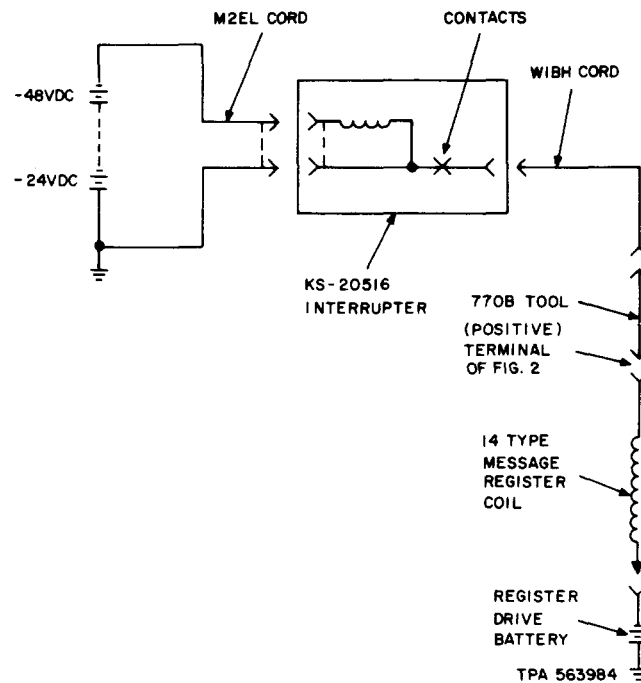 M2EL CORD
CONTACTS
W1BH CORD
-48VDC
-24VDC
KS-20516
INTERRUPTER
770B TOOL
(POSITIVE)
TERMINAL
OF FIG. 2
14 TYPE
MESSAGE
REGISTER
COIL
REGISTER
DRIVE
BATTERY
TPA 563984